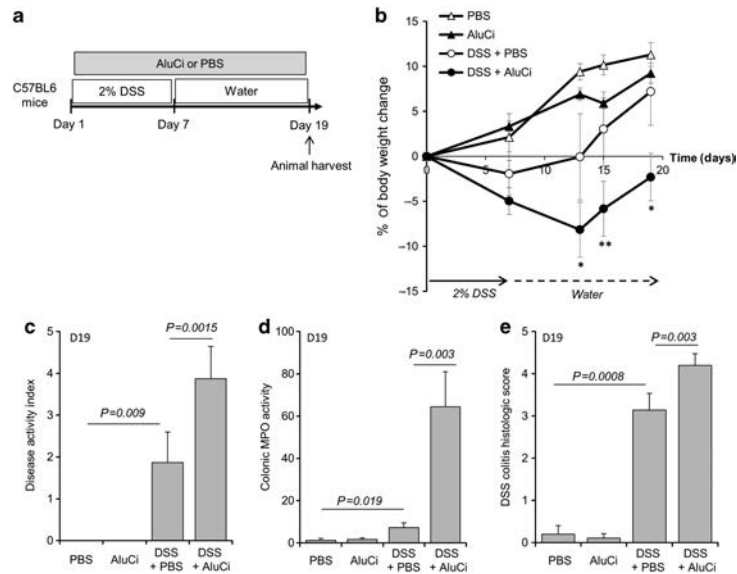 a
AluCi or PBS
C57BL6
mice
2% DSS
Water
Day 1
Day 7
Day 19
Animal harvest
b
PBS
AluCi
DSS + PBS
DSS + AluCi
% Of body weight change
15
10
5
0
−5
−10
−15
0
5
10
15
20
Time (days)
*
**
*
2% DSS
Water
c
D19
Disease activity index
5
4
3
2
1
0
P=0.009
P=0.0015
PBS
AluCi
DSS
+ PBS
DSS
+ AluCi
d
D19
Colonic MPO activity
100
80
60
40
20
0
P=0.019
P=0.003
PBS
AluCi
DSS
+ PBS
DSS
+ AluCi
e
D19
DSS colitis histologic score
5
4
3
2
1
0
P=0.0008
P=0.003
PBS
AluCi
DSS
+ PBS
DSS
+ AluCi